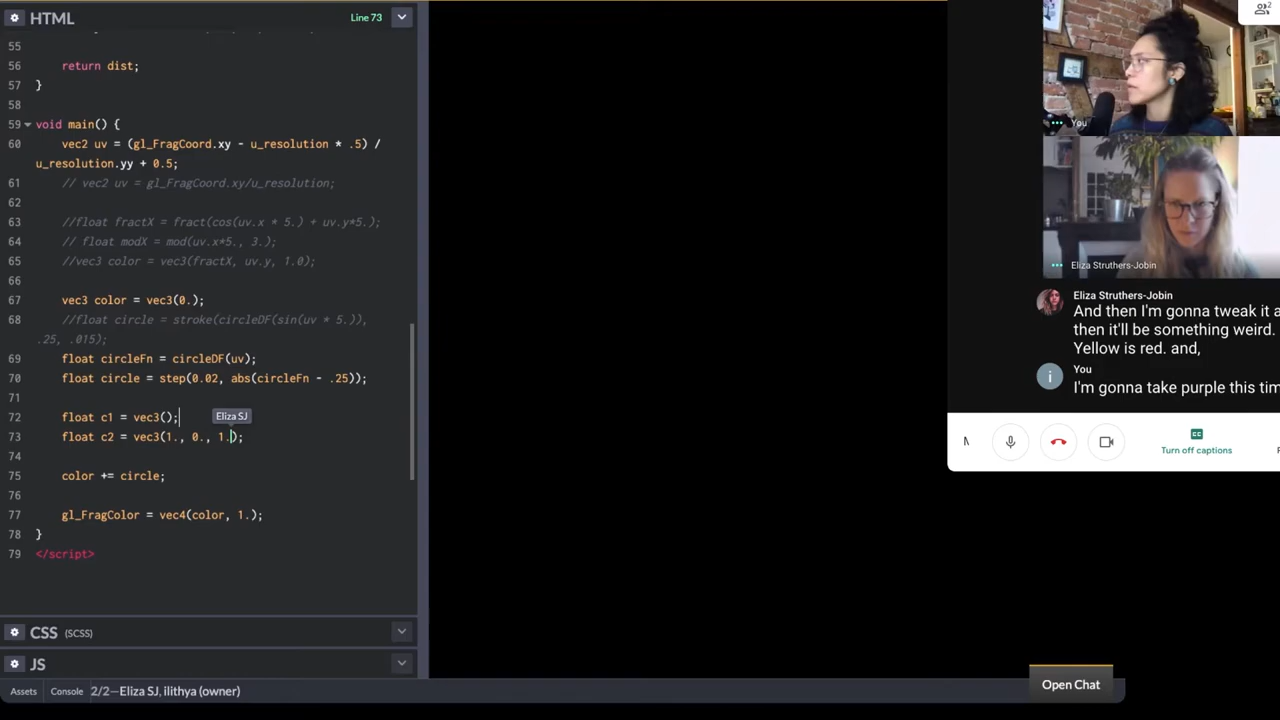 HTML
Line 73
55
56 return dist;
57 }
58
59 void main() {
60 vec2 uv = (gl_FragCoord.xy - u_resolution * .5) /
u_resolution.yy + 0.5;
61 // vec2 uv = gl_FragCoord.xy/u_resolution;
62
63 //float fractX = fract(cos(uv.x * 5.) + uv.y*5.);
64 // float modX = mod(uv.x*5., 3.);
65 //vec3 color = vec3(fractX, uv.y, 1.0);
66
67 vec3 color = vec3(0.);
68 //float circle = stroke(circleDF(sin(uv * 5.)),
.25, .015);
69 float circleFn = circleDF(uv);
70 float circle = step(0.02, abs(circleFn - .25));
71
72 float c1 = vec3();
Eliza SJ
73 float c2 = vec3(1., 0., 1.);
74
75 color += circle;
76
77 gl_FragColor = vec4(color, 1.);
78 }
79 </script>
CSS (SCSS)
JS
Assets Console 2/2—Eliza SJ, ilithya (owner)
2
You
Eliza Struthers-Jobin
Eliza Struthers-Jobin
And then I'm gonna tweak it a
then it'll be something weird.
Yellow is red. and,
i
You
I'm gonna take purple this tim
Turn off captions
Open Chat